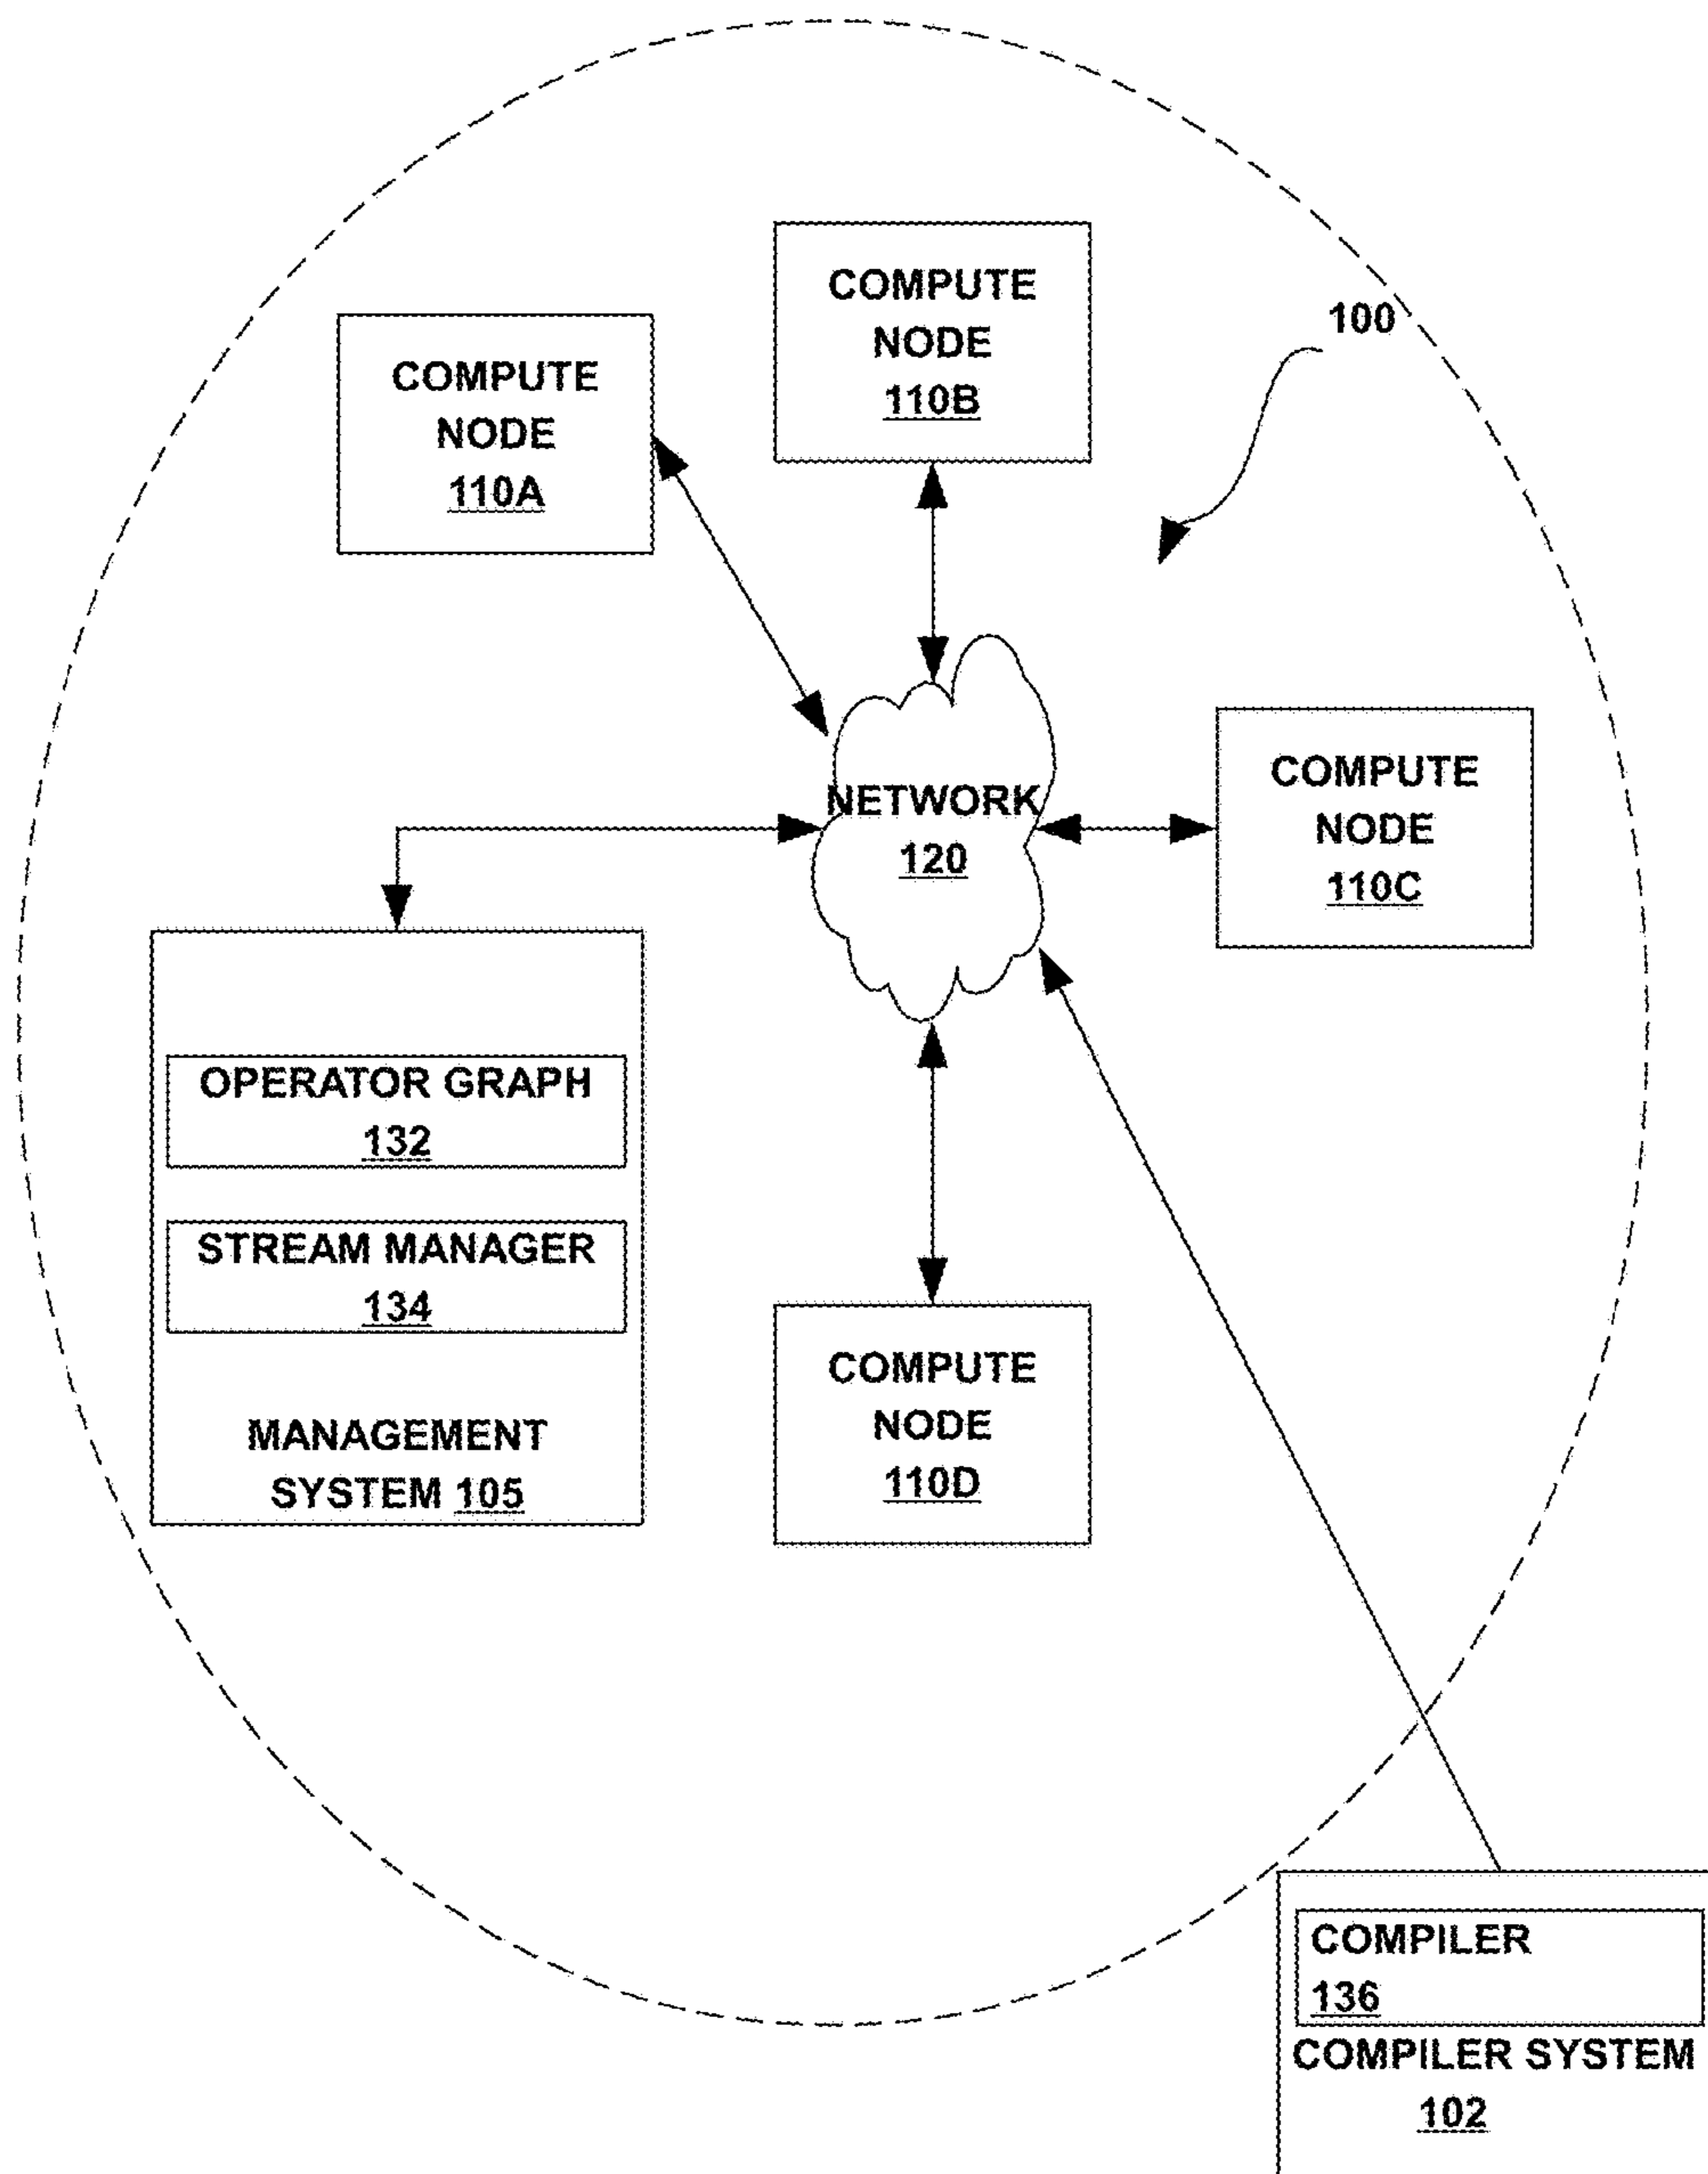 COMPUTE
NODE
110B
100
COMPUTE
NODE
110A
COMPUTE
NODE
110C
NETWORK
120
OPERATOR GRAPH
132
STREAM MANAGER
134
MANAGEMENT
SYSTEM 105
COMPUTE
NODE
110D
COMPILER
136
COMPILER SYSTEM
102